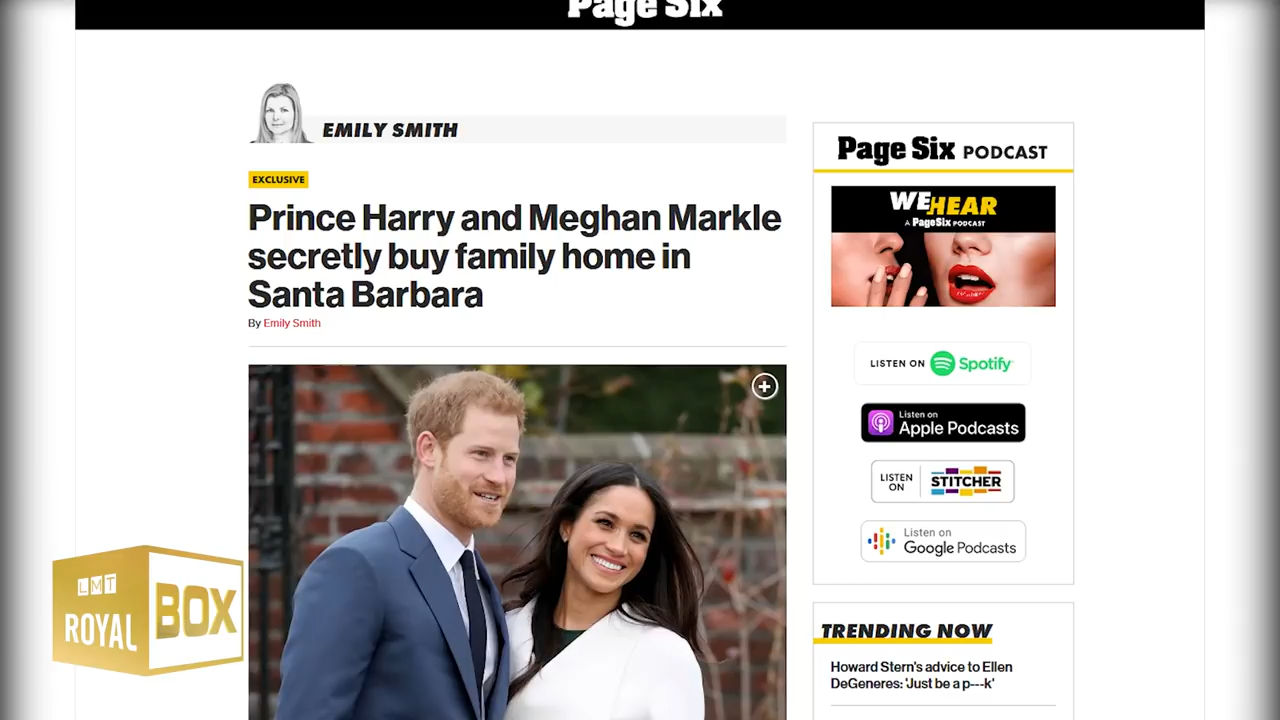 Page Six
EMILY SMITH
EXCLUSIVE
Prince Harry and Meghan Markle
secretly buy family home in
Santa Barbara
By Emily Smith
Page Six PODCAST
WE HEAR
A PageSix PODCAST
LISTEN ON Spotify
Listen on
Apple Podcasts
LISTEN
ON
STITCHER
Listen on
Google Podcasts
TRENDING NOW
Howard Stern's advice to Ellen
DeGeneres: 'Just be a p---k'
LMT
ROYAL
BOX